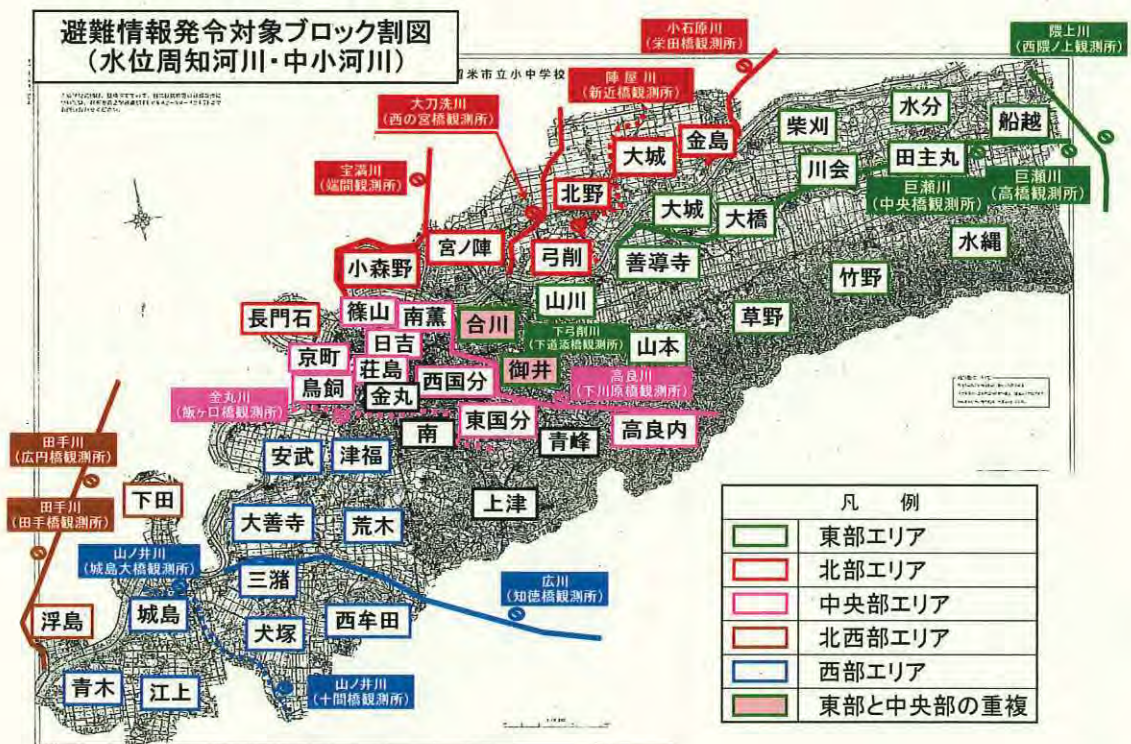 避難情報発令対象ブロック割図
(水位周知河川・中小河川)
留米市立小中学校
小石原川
(栄田橋観測所)
隈上川
(西隈ノ上観測所)
陣屋川
(新近橋観測所)
大刀洗川
(西の宮橋観測所)
宝満川
(端間観測所)
水分
船越
柴刈
金島
大城
川会
田主丸
巨瀬川
(中央橋観測所)
巨瀬川
(高橋観測所)
北野
大城
大橋
水縄
宮ノ陣
弓削
善導寺
竹野
小森野
山川
草野
長門石
篠山
南薫
合川
下弓削川
(下道添橋観測所)
山本
日吉
京町
荘島
西国分
御井
高良川
(下川原橋観測所)
鳥飼
金丸
金丸川
(飯ヶ口橋観測所)
南
東国分
青峰
高良内
田手川
(広円橋観測所)
安武
津福
下田
上津
田手川
(田手橋観測所)
大善寺
荒木
山ノ井川
(城島大橋観測所)
三潴
広川
(知徳橋観測所)
浮島
城島
犬塚
西牟田
青木
江上
山ノ井川
(十間橋観測所)
凡 例
東部エリア
北部エリア
中央部エリア
北西部エリア
西部エリア
東部と中央部の重複